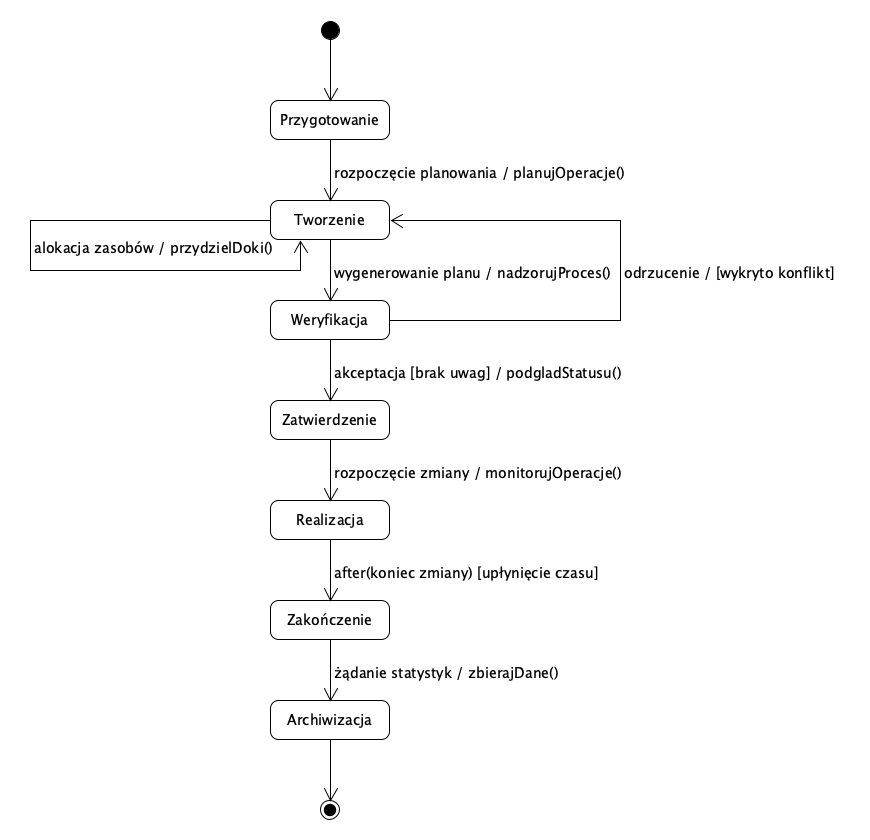 Przygotowanie
rozpoczęcie planowania / planujOperacje()
Tworzenie
alokacja zasobów / przydzielDoki()
wygenerowanie planu / nadzorujProces()
odrzucenie / [wykryto konflikt]
Weryfikacja
akceptacja [brak uwag] / podgladStatusu()
Zatwierdzenie
rozpoczęcie zmiany / monitorujOperacje()
Realizacja
after(koniec zmiany) [upłynięcie czasu]
Zakończenie
żądanie statystyk / zbierajDane()
Archiwizacja